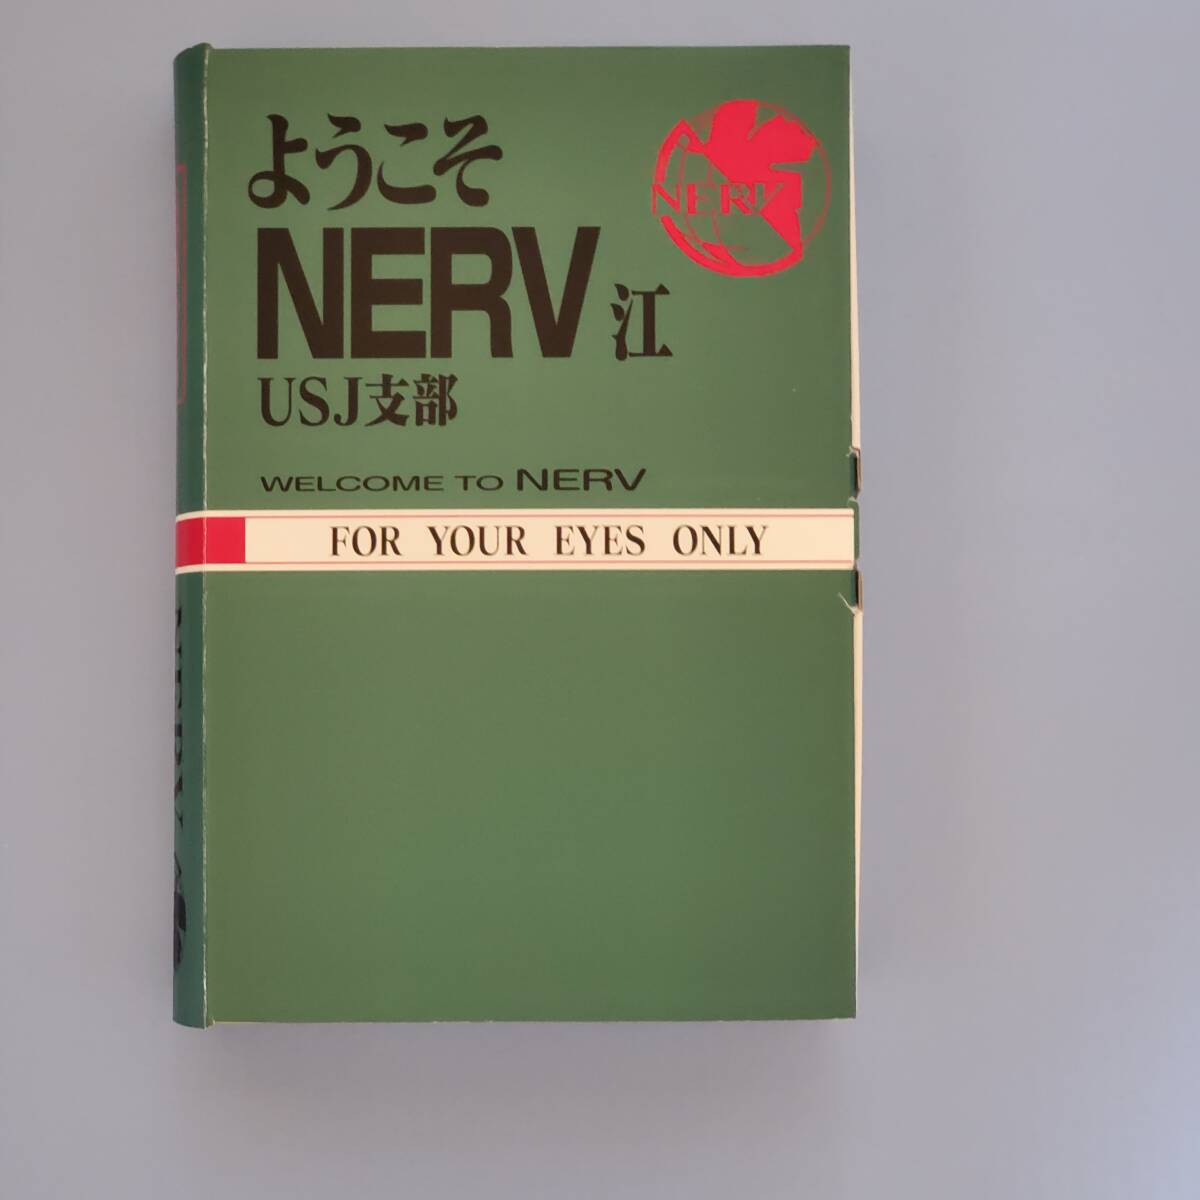 ようこそ
NERV江
USJ支部
WELCOME TO NERV
FOR YOUR EYES ONLY
NERV
NERV